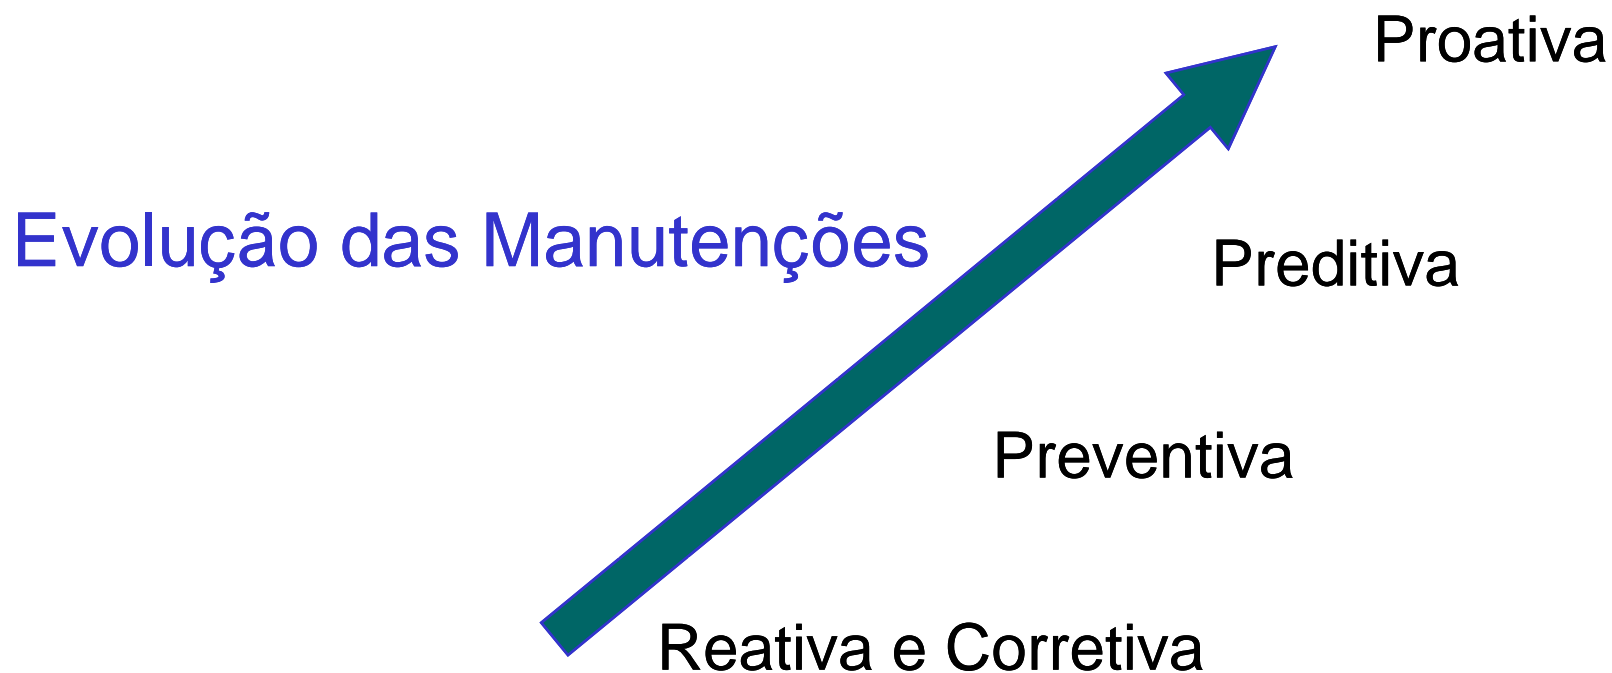 Proativa
Evolução das Manutenções
Preditiva
Preventiva
Reativa e Corretiva